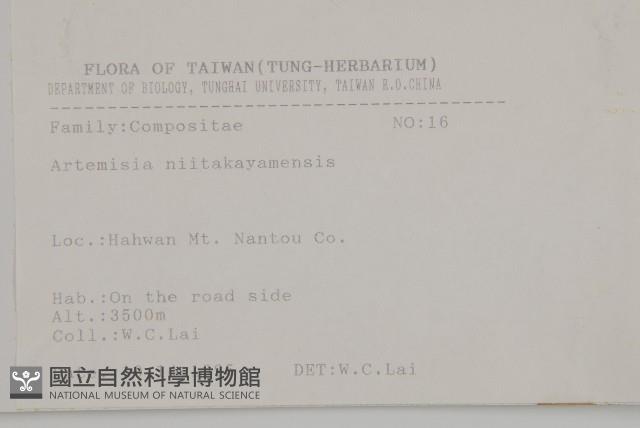 FLORA OF TAIWAN(TUNG-HERBARIUM)
DEPARTMENT OF BIOLOGY, TUNGHAI UNIVERSITY, TAIWAN R.O.CHINA
Family:Compositae NO:16
Artemisia niitakayamensis
Loc.:Hahwan Mt. Nantou Co.
Hab.:On the road side
Alt.:3500m
Coll.:W.C.Lai
DET:W.C.Lai
國立自然科學博物館
NATIONAL MUSEUM OF NATURAL SCIENCE